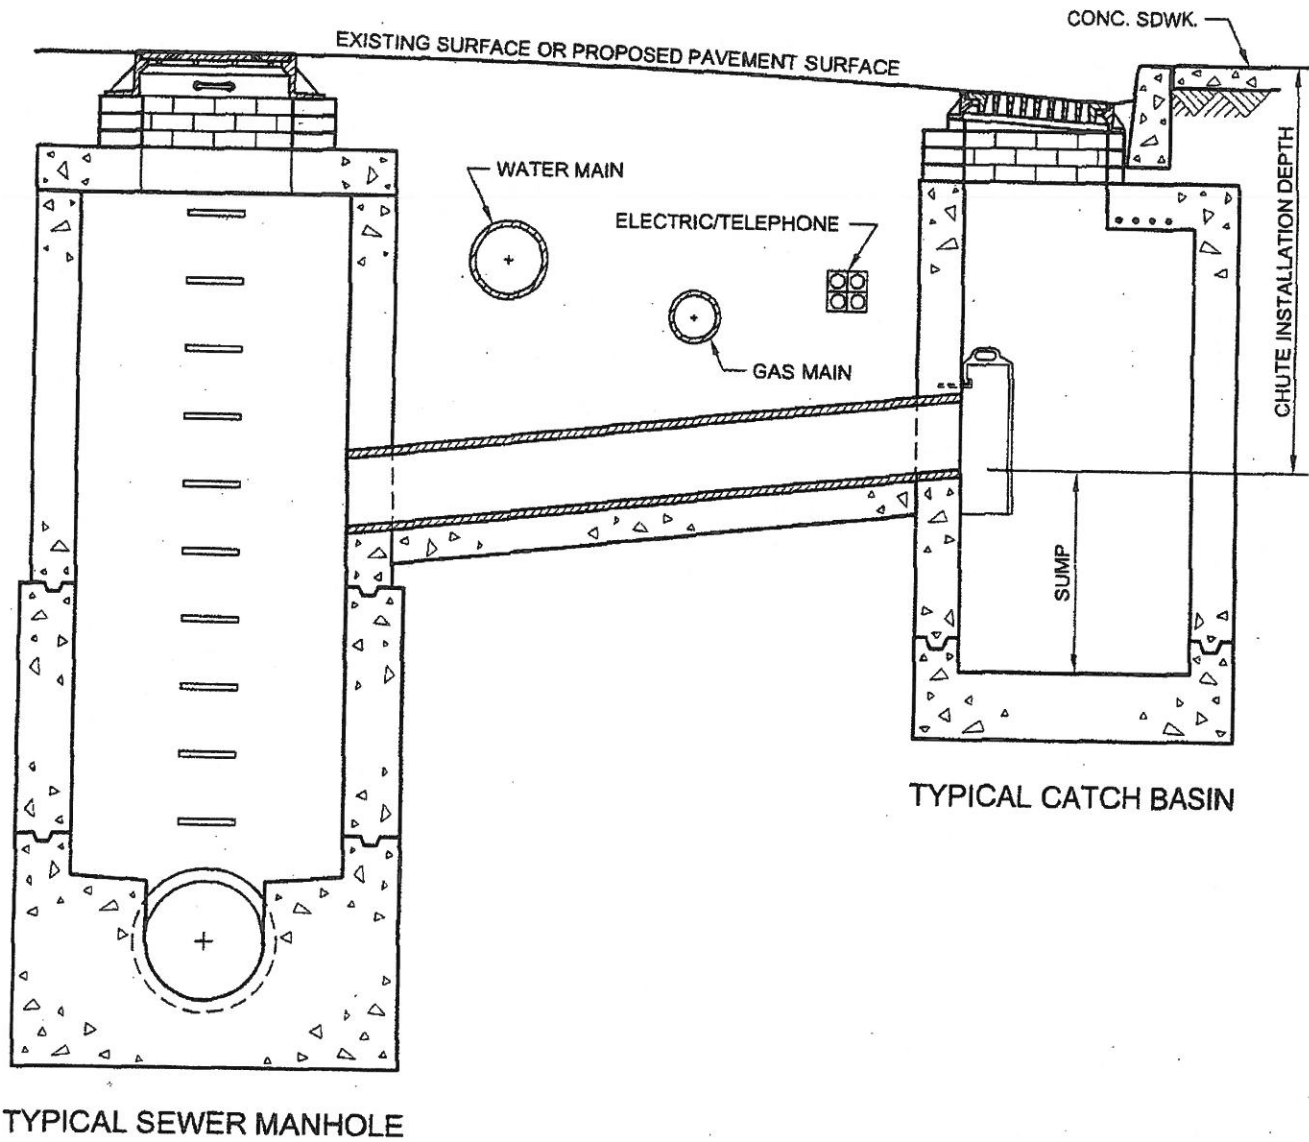 CONC. SDWK.
EXISTING SURFACE OR PROPOSED PAVEMENT SURFACE
WATER MAIN
ELECTRIC/TELEPHONE
GAS MAIN
CHUTE INSTALLATION DEPTH
SUMP
TYPICAL CATCH BASIN
TYPICAL SEWER MANHOLE